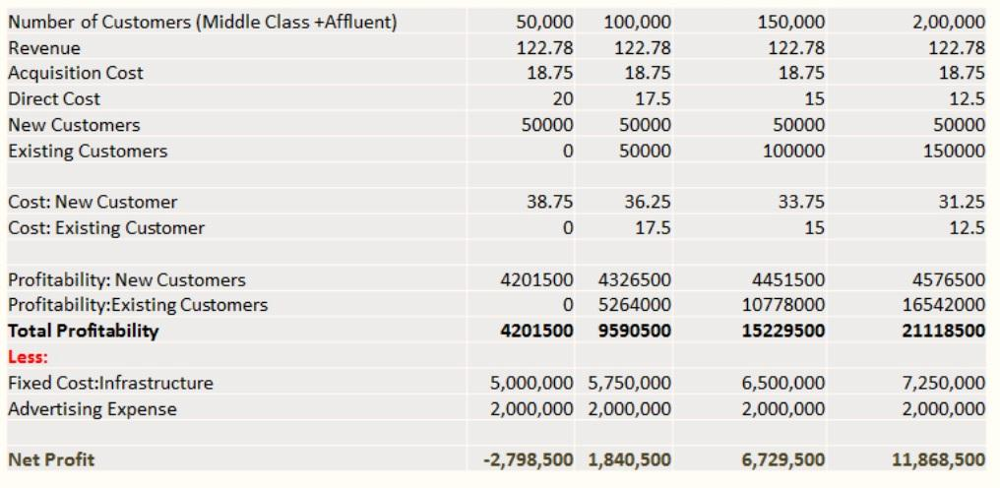 Number of Customers (Middle Class +Affluent) 50,000 100,000 150,000 2,00,000
Revenue 122.78 122.78 122.78 122.78
Acquisition Cost 18.75 18.75 18.75 18.75
Direct Cost 20 17.5 15 12.5
New Customers 50000 50000 50000 50000
Existing Customers 0 50000 100000 150000
Cost: New Customer 38.75 36.25 33.75 31.25
Cost: Existing Customer 0 17.5 15 12.5
Profitability: New Customers 4201500 4326500 4451500 4576500
Profitability:Existing Customers 0 5264000 10778000 16542000
Total Profitability 4201500 9590500 15229500 21118500
Less:
Fixed Cost:Infrastructure 5,000,000 5,750,000 6,500,000 7,250,000
Advertising Expense 2,000,000 2,000,000 2,000,000 2,000,000
Net Profit -2,798,500 1,840,500 6,729,500 11,868,500